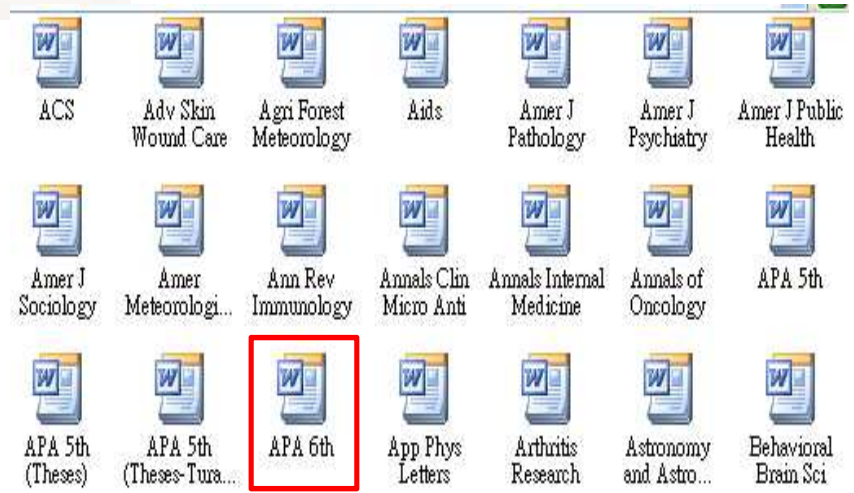 ACS Adv Skin Agri Forest Aids Amer J Amer J Amer J Public
Wound Care Meteorology Pathology Psychiatry Health
Amer J Amer Ann Rev Annals Clin Annals Internal Annals of APA 5th
Sociology Meteorologi... Immunology Micro Anti Medicine Oncology
APA 5th APA 5th APA 6th App Phys Arthritis Astronomy Behavioral
(Theses) (Theses-Tura... Letters Research and Astro... Brain Sci